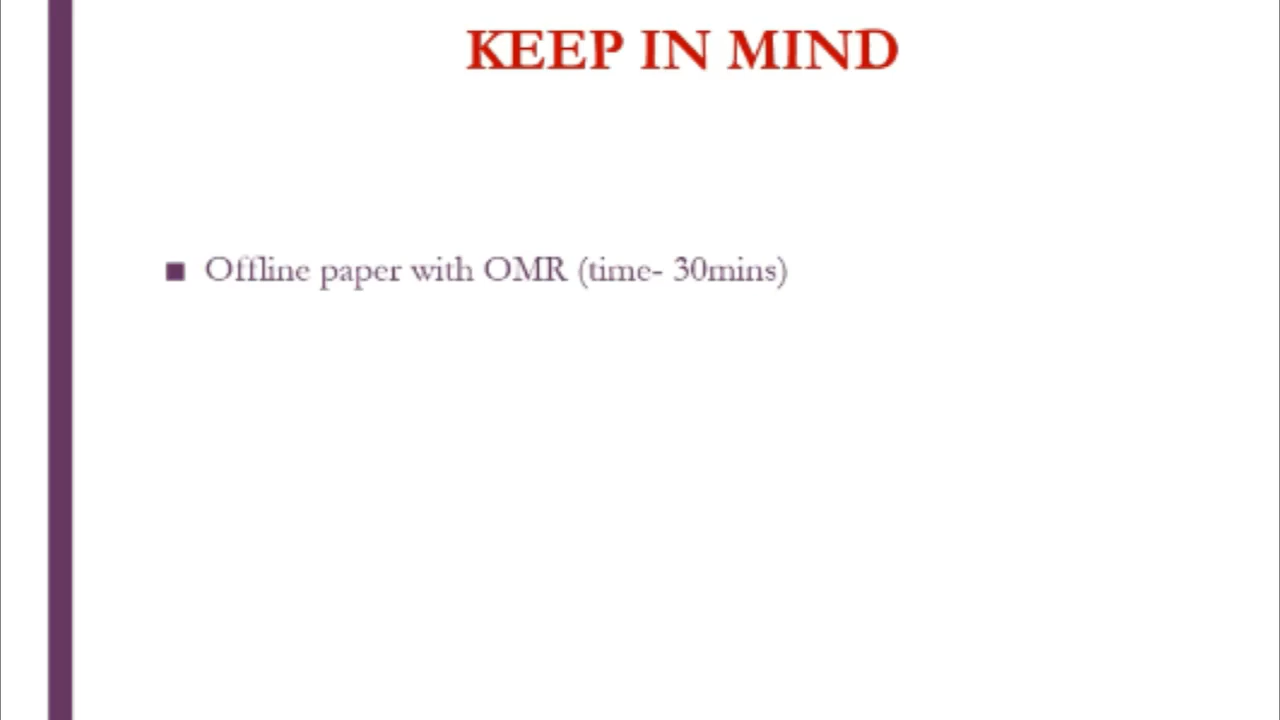 KEEP IN MIND
■ Offline paper with OMR (time- 30mins)